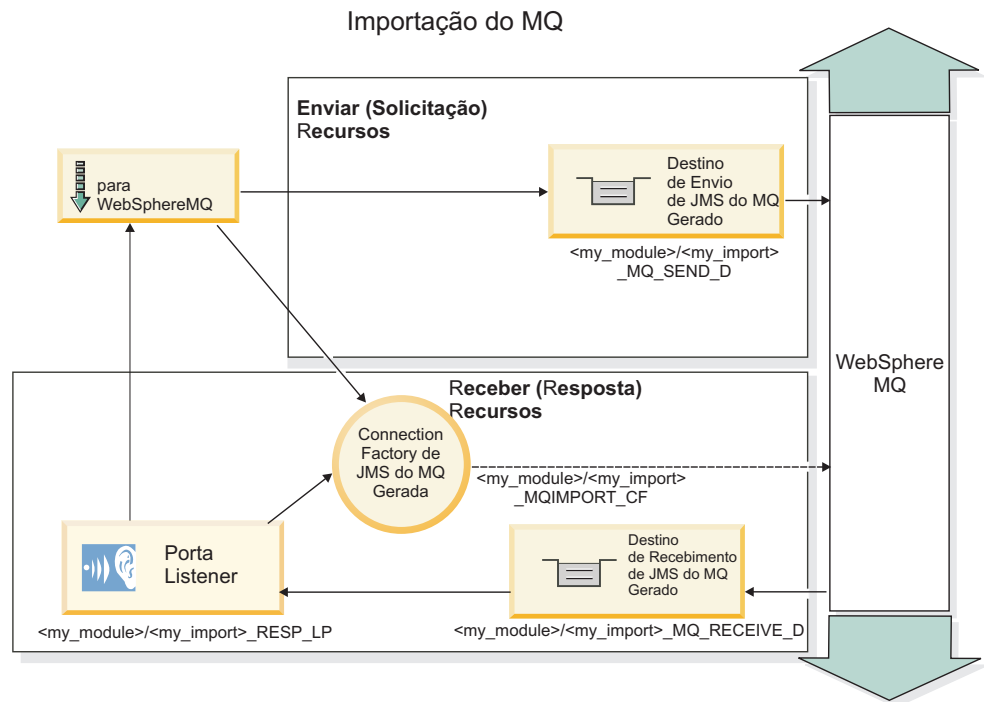 Importação do MQ
Enviar (Solicitação)
Recursos
para
WebSphereMQ
Destino
de Envio
de JMS do MQ
Gerado
<my_module>/<my_import>
_MQ_SEND_D
WebSphere
MQ
Receber (Resposta)
Recursos
Connection
Factory de
JMS do MQ
Gerada
<my_module>/<my_import>
_MQIMPORT_CF
Porta
Listener
<my_module>/<my_import>_RESP_LP
Destino
de Recebimento
de JMS do MQ
Gerado
<my_module>/<my_import>_MQ_RECEIVE_D